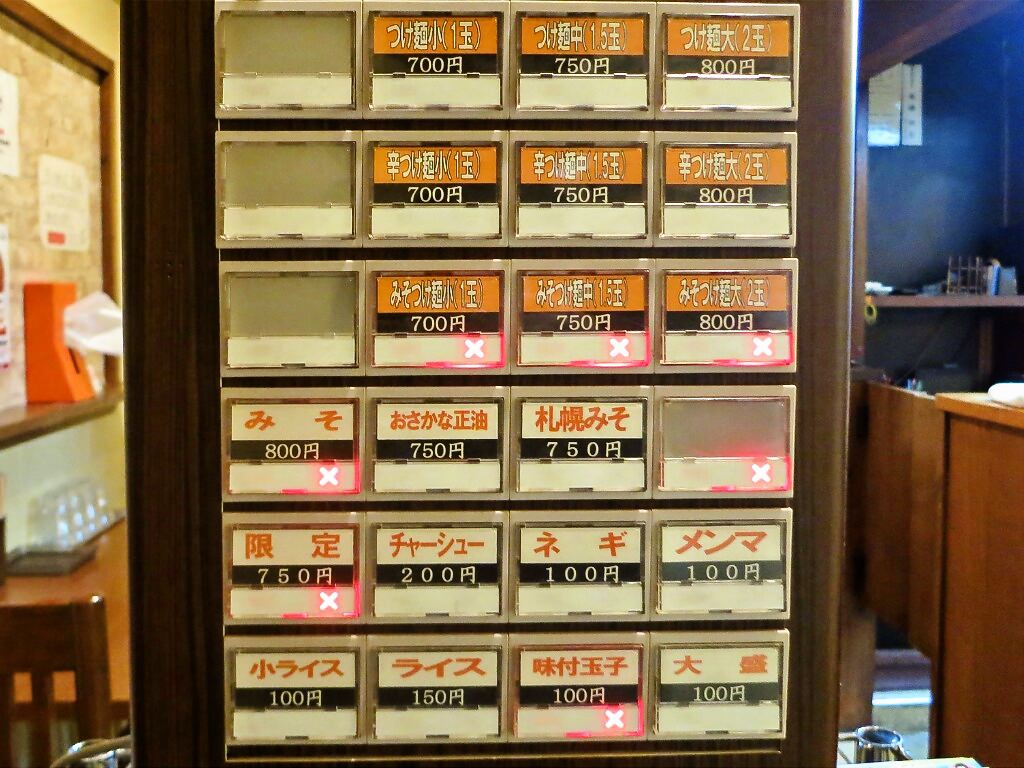 つけ麺小(1玉)
700円
つけ麺中(1.5玉)
750円
つけ麺大(2玉)
800円
辛つけ麺小(1玉)
700円
辛つけ麺中(1.5玉)
750円
辛つけ麺大(2玉)
800円
みそつけ麺小(1玉)
700円
みそつけ麺中(1.5玉)
750円
みそつけ麺大(2玉)
800円
みそ
800円
おさかな正油
750円
札幌みそ
750円
限定
750円
チャーシュー
200円
ネギ
100円
メンマ
100円
小ライス
100円
ライス
150円
味付玉子
100円
大盛
100円